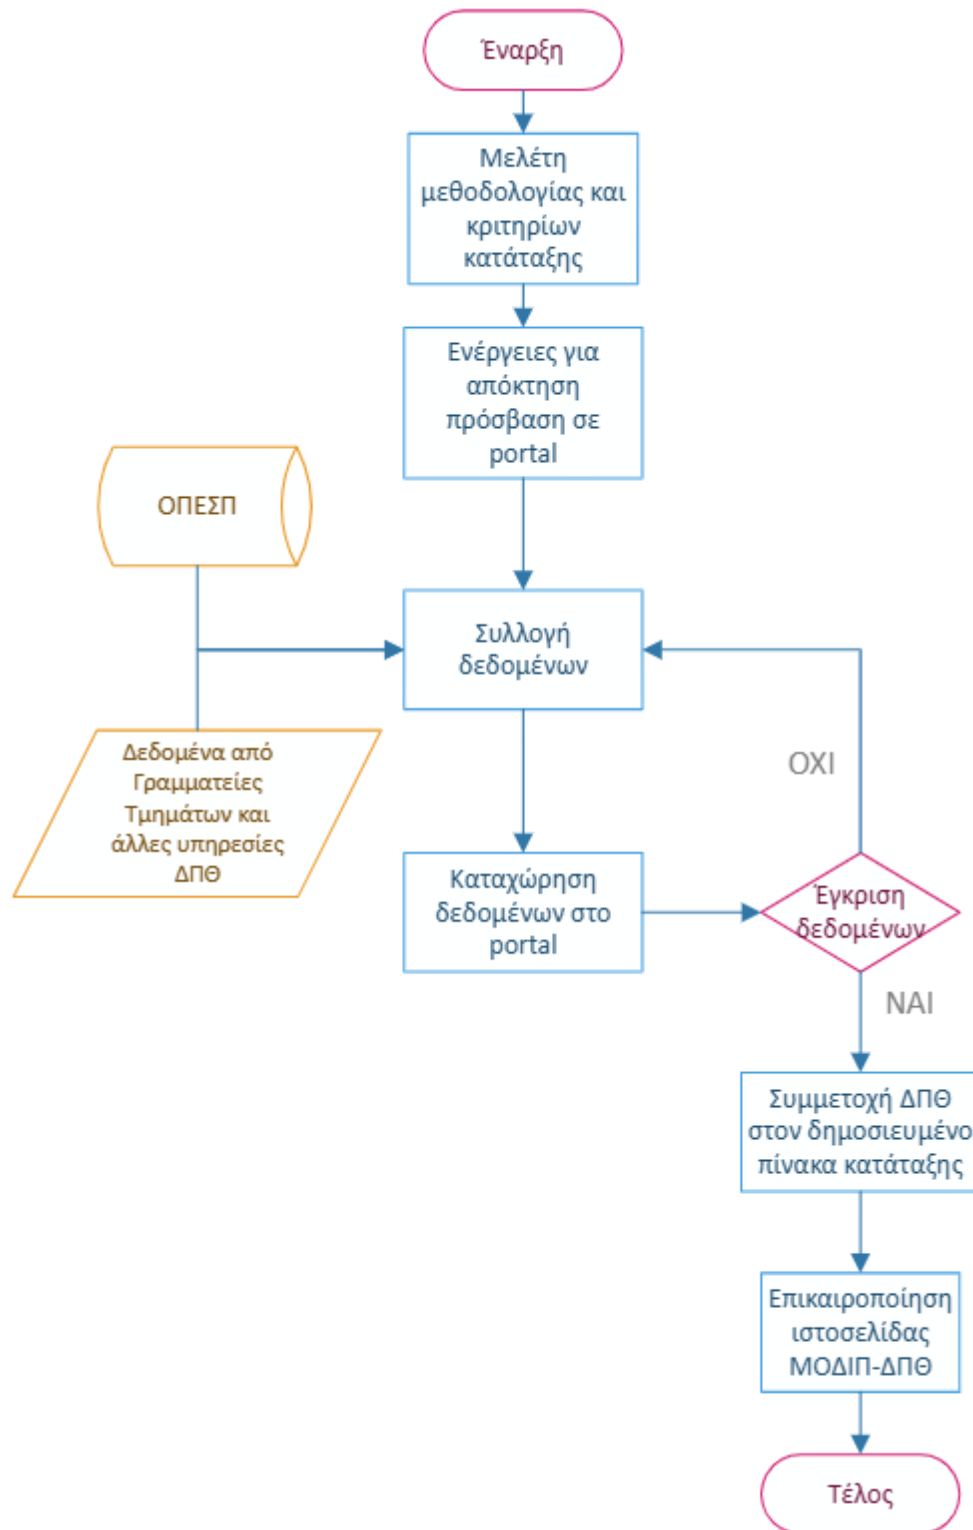 Έναρξη
Μελέτη
μεθοδολογίας και
κριτηρίων
κατάταξης
Ενέργειες για
απόκτηση
πρόσβαση σε
portal
ΟΠΕΣΠ
Συλλογή
δεδομένων
Δεδομένα από
Γραμματείες
Τμημάτων και
άλλες υπηρεσίες
ΔΠΘ
ΟΧΙ
Καταχώρηση
δεδομένων στο
portal
Έγκριση
δεδομένων
ΝΑΙ
Συμμετοχή ΔΠΘ
στον δημοσιευμένο
πίνακα κατάταξης
Επικαιροποίηση
ιστοσελίδας
ΜΟΔΙΠ-ΔΠΘ
Τέλος